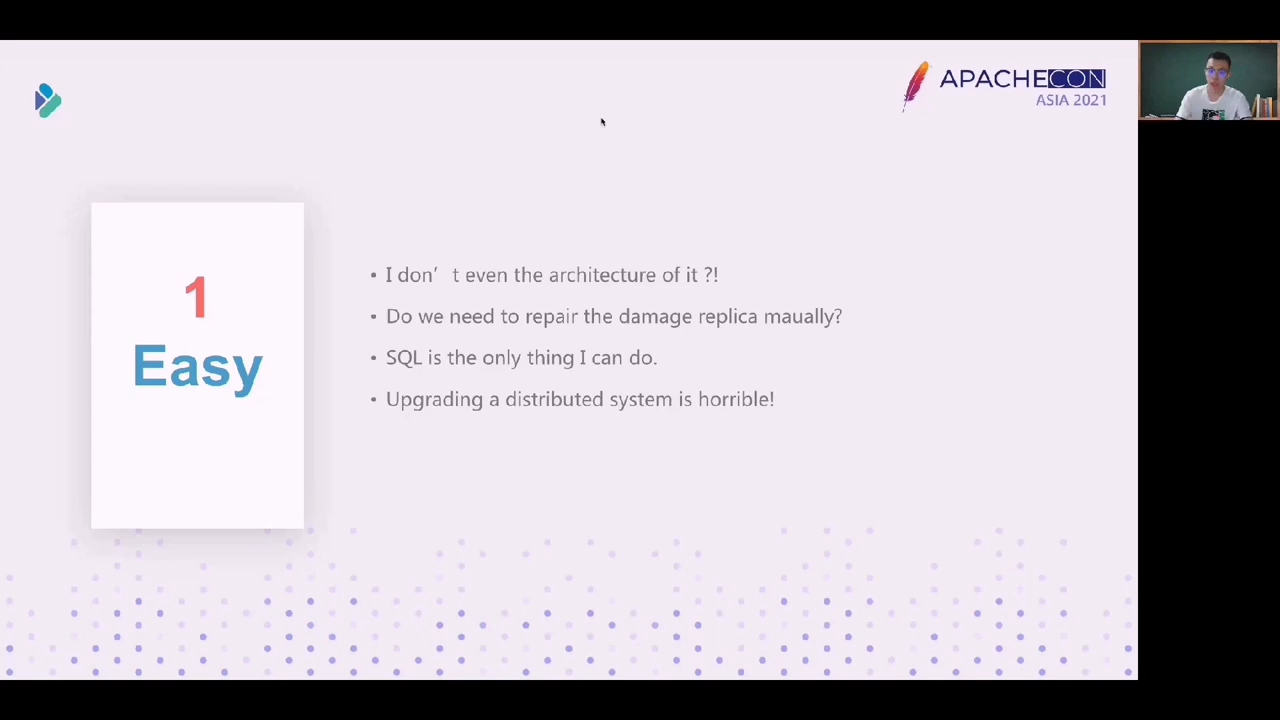 APACHECON
ASIA 2021
1
Easy
• I don't even the architecture of it ?!
• Do we need to repair the damage replica maually?
• SQL is the only thing I can do.
• Upgrading a distributed system is horrible!